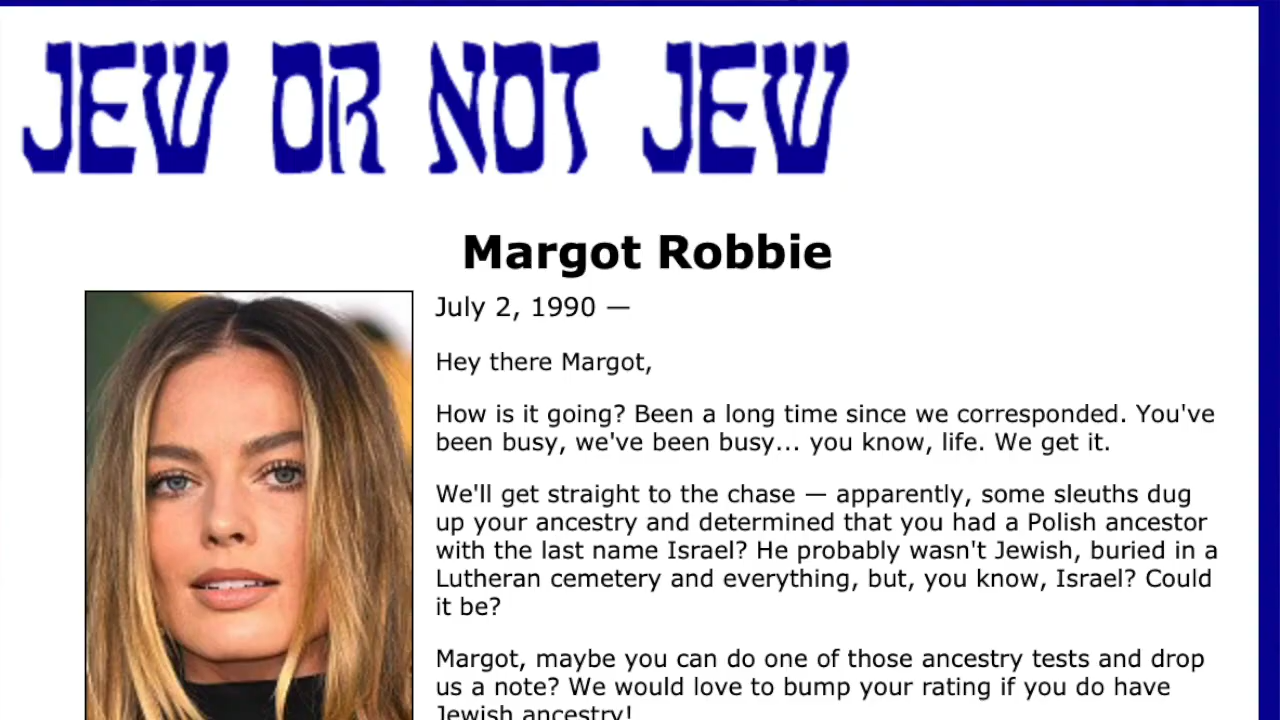 JEW OR NOT JEW
Margot Robbie
July 2, 1990 —
Hey there Margot,
How is it going? Been a long time since we corresponded. You've
been busy, we've been busy... you know, life. We get it.
We'll get straight to the chase — apparently, some sleuths dug
up your ancestry and determined that you had a Polish ancestor
with the last name Israel? He probably wasn't Jewish, buried in a
Lutheran cemetery and everything, but, you know, Israel? Could
it be?
Margot, maybe you can do one of those ancestry tests and drop
us a note? We would love to bump your rating if you do have
Jewish ancestry!